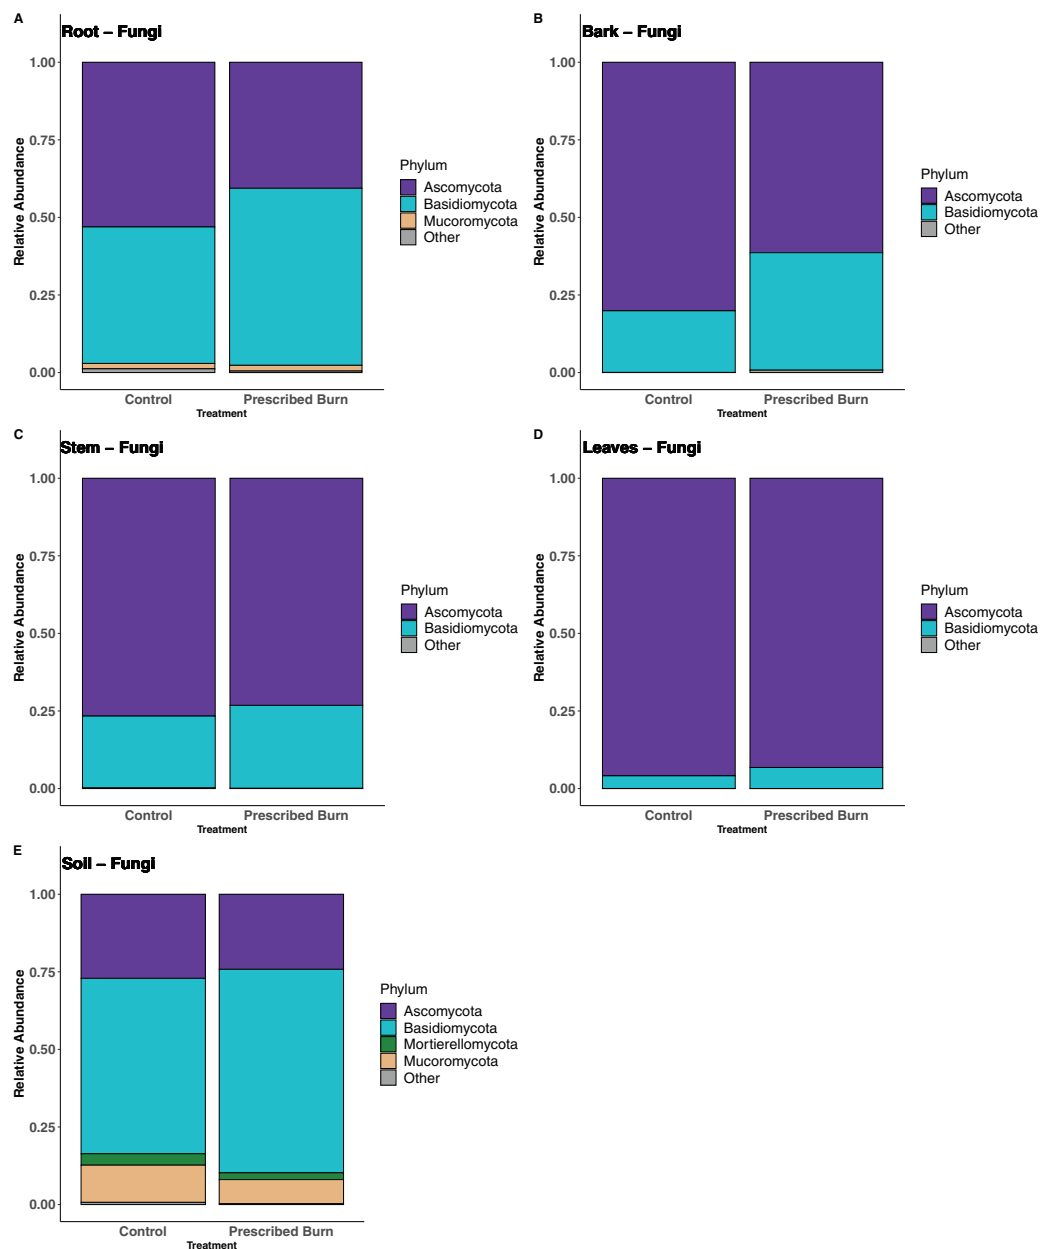 A
Root – Fungi
1.00
0.75
0.50
0.25
0.00
Relative Abundance
Control
Prescribed Burn
Treatment
Phylum
Ascomycota
Basidiomycota
Mucoromycota
Other
B
Bark – Fungi
1.00
0.75
0.50
0.25
0.00
Relative Abundance
Control
Prescribed Burn
Treatment
Phylum
Ascomycota
Basidiomycota
Other
C
Stem – Fungi
1.00
0.75
0.50
0.25
0.00
Relative Abundance
Control
Prescribed Burn
Treatment
Phylum
Ascomycota
Basidiomycota
Other
D
Leaves – Fungi
1.00
0.75
0.50
0.25
0.00
Relative Abundance
Control
Prescribed Burn
Treatment
Phylum
Ascomycota
Basidiomycota
Other
E
Soil – Fungi
1.00
0.75
0.50
0.25
0.00
Relative Abundance
Control
Prescribed Burn
Treatment
Phylum
Ascomycota
Basidiomycota
Mortierellomycota
Mucoromycota
Other